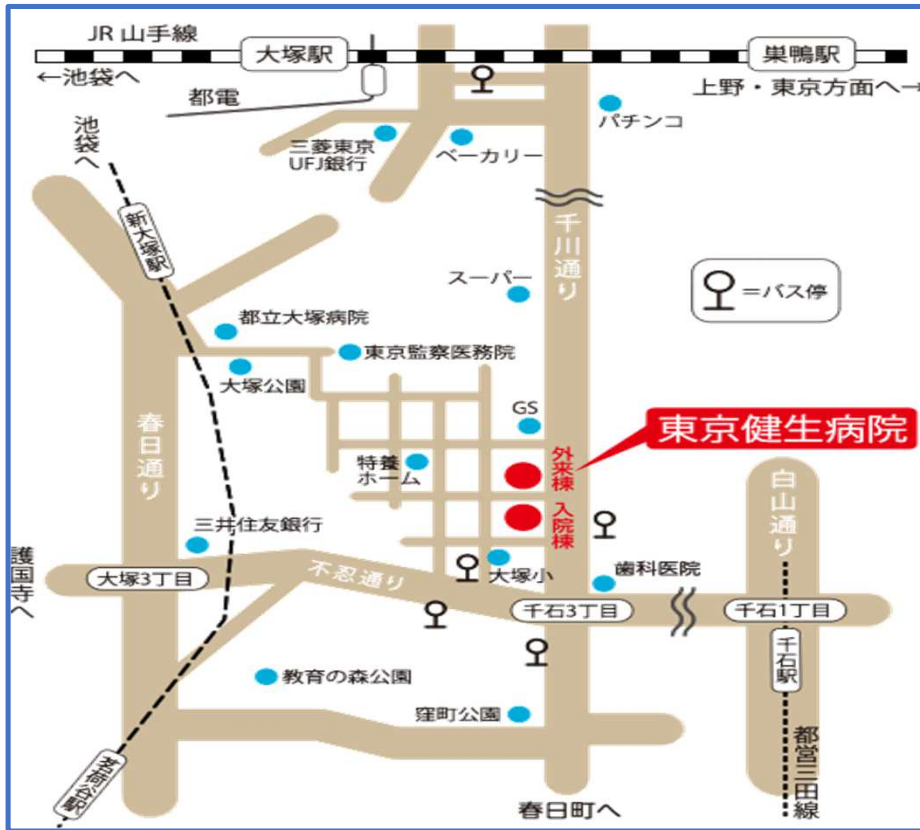 JR 山手線
大塚駅
巣鴨駅
←池袋へ
上野・東京方面へ→
都電
パチンコ
三菱東京
UFJ銀行
ベーカリー
池袋へ
新大塚駅
千川通り
スーパー
=バス停
都立大塚病院
東京監察医務院
大塚公園
GS
東京健生病院
春日通り
特養
ホーム
外来棟
入院棟
白山通り
三井住友銀行
護国寺へ
大塚3丁目
不忍通り
大塚小
歯科医院
千石3丁目
千石1丁目
千石駅
教育の森公園
窪町公園
茗荷谷駅
都営三田線
春日町へ